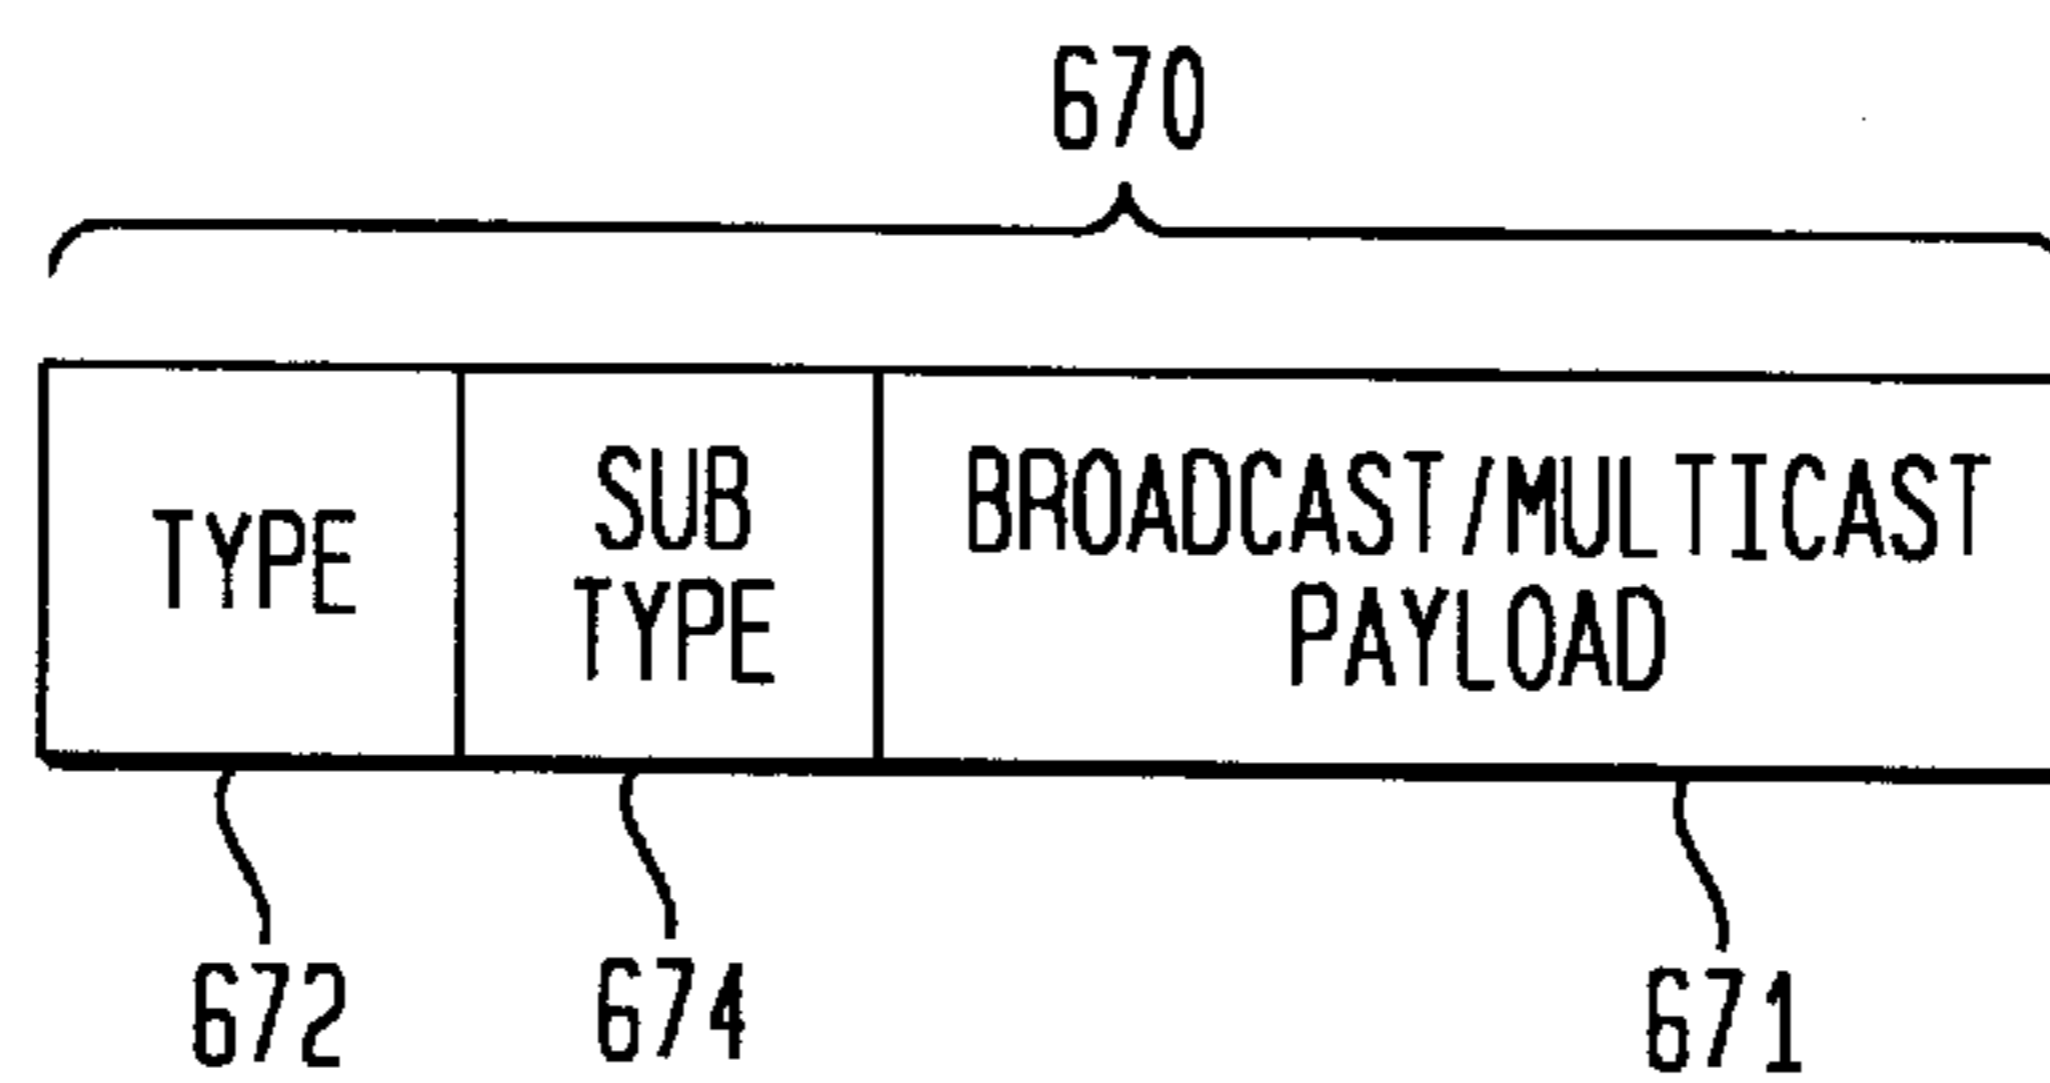 670
TYPE
SUB
TYPE
BROADCAST/MULTICAST
PAYLOAD
672
674
671